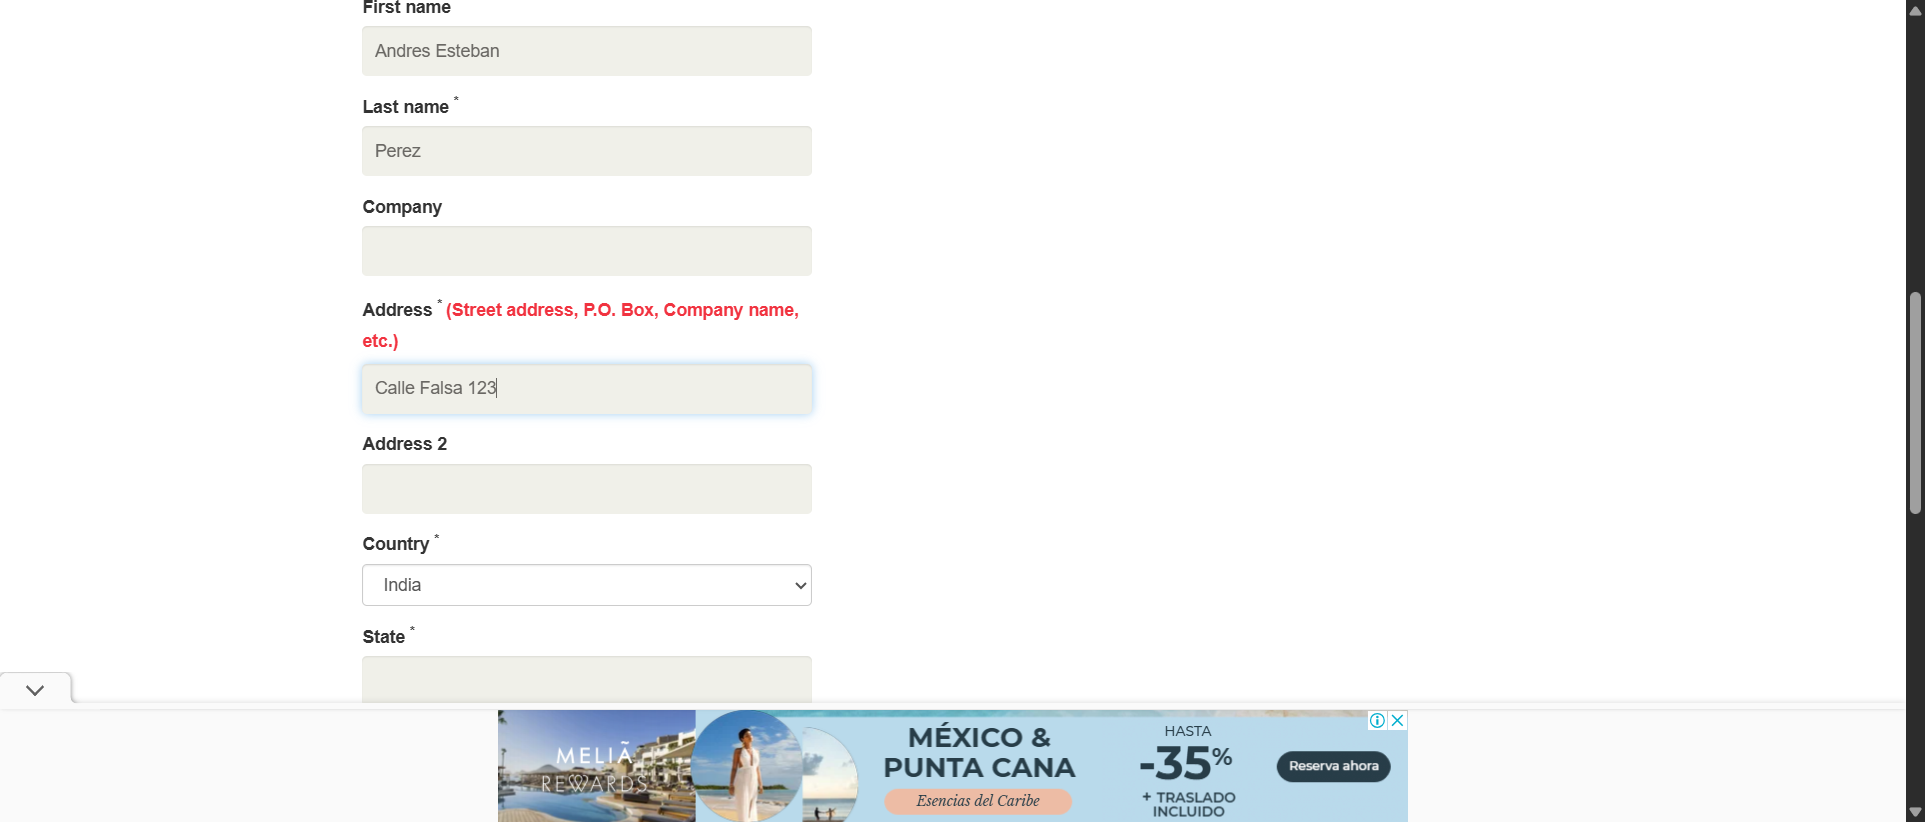 First name
Andres Esteban
Last name *
Perez
Company
Address * (Street address, P.O. Box, Company name,
etc.)
Calle Falsa 123
Address 2
Country *
India
State *
MELIÃ
REWARDS
MÉXICO &
PUNTA CANA
Esencias del Caribe
HASTA
-35%
+ TRASLADO
INCLUIDO
Reserva ahora